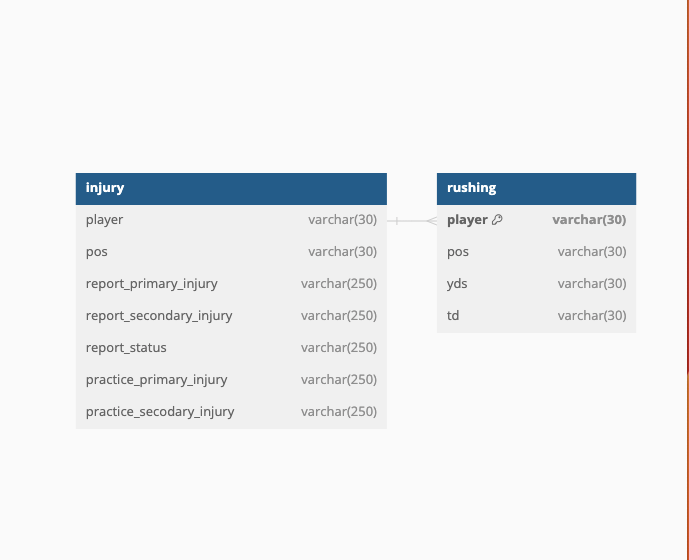 injury
player varchar(30)
pos varchar(30)
report_primary_injury varchar(250)
report_secondary_injury varchar(250)
report_status varchar(250)
practice_primary_injury varchar(250)
practice_secodary_injury varchar(250)
rushing
player varchar(30)
pos varchar(30)
yds varchar(30)
td varchar(30)